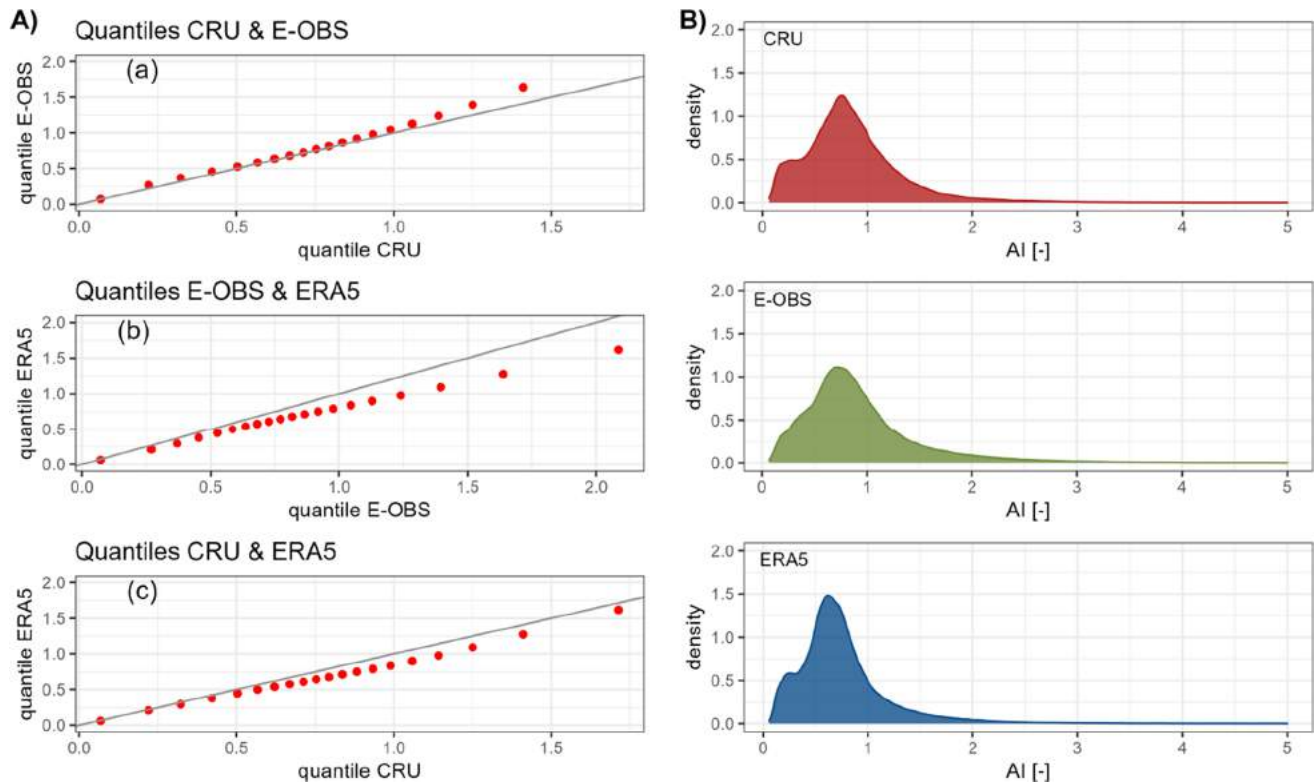 A)
Quantiles CRU & E-OBS
(a)
quantile E-OBS
2.0
1.5
1.0
0.5
0.0
0.0 0.5 1.0 1.5
quantile CRU
Quantiles E-OBS & ERA5
(b)
quantile ERA5
2.0
1.5
1.0
0.5
0.0
0.0 0.5 1.0 1.5 2.0
quantile E-OBS
Quantiles CRU & ERA5
(c)
quantile ERA5
2.0
1.5
1.0
0.5
0.0
0.0 0.5 1.0 1.5
quantile CRU
B)
CRU
density
2.0
1.5
1.0
0.5
0.0
0 1 2 3 4 5
AI [-]
E-OBS
density
2.0
1.5
1.0
0.5
0.0
0 1 2 3 4 5
AI [-]
ERA5
density
2.0
1.5
1.0
0.5
0.0
0 1 2 3 4 5
AI [-]